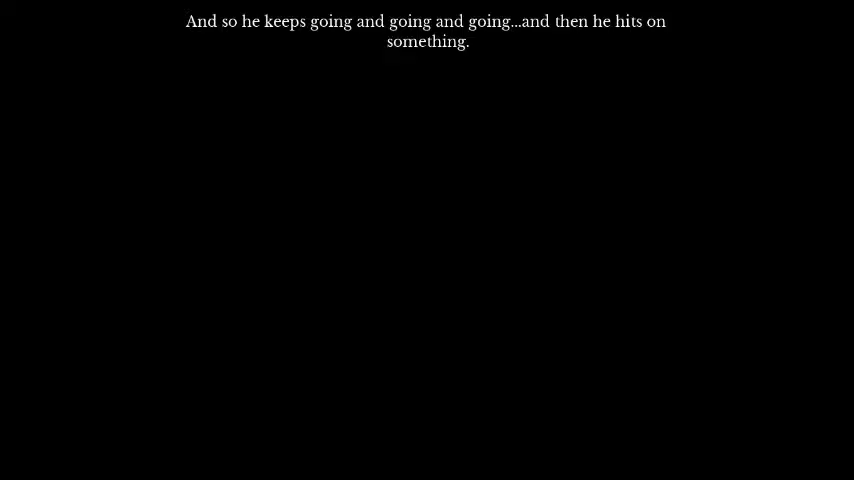 And so he keeps going and going and going...and then he hits on
something.